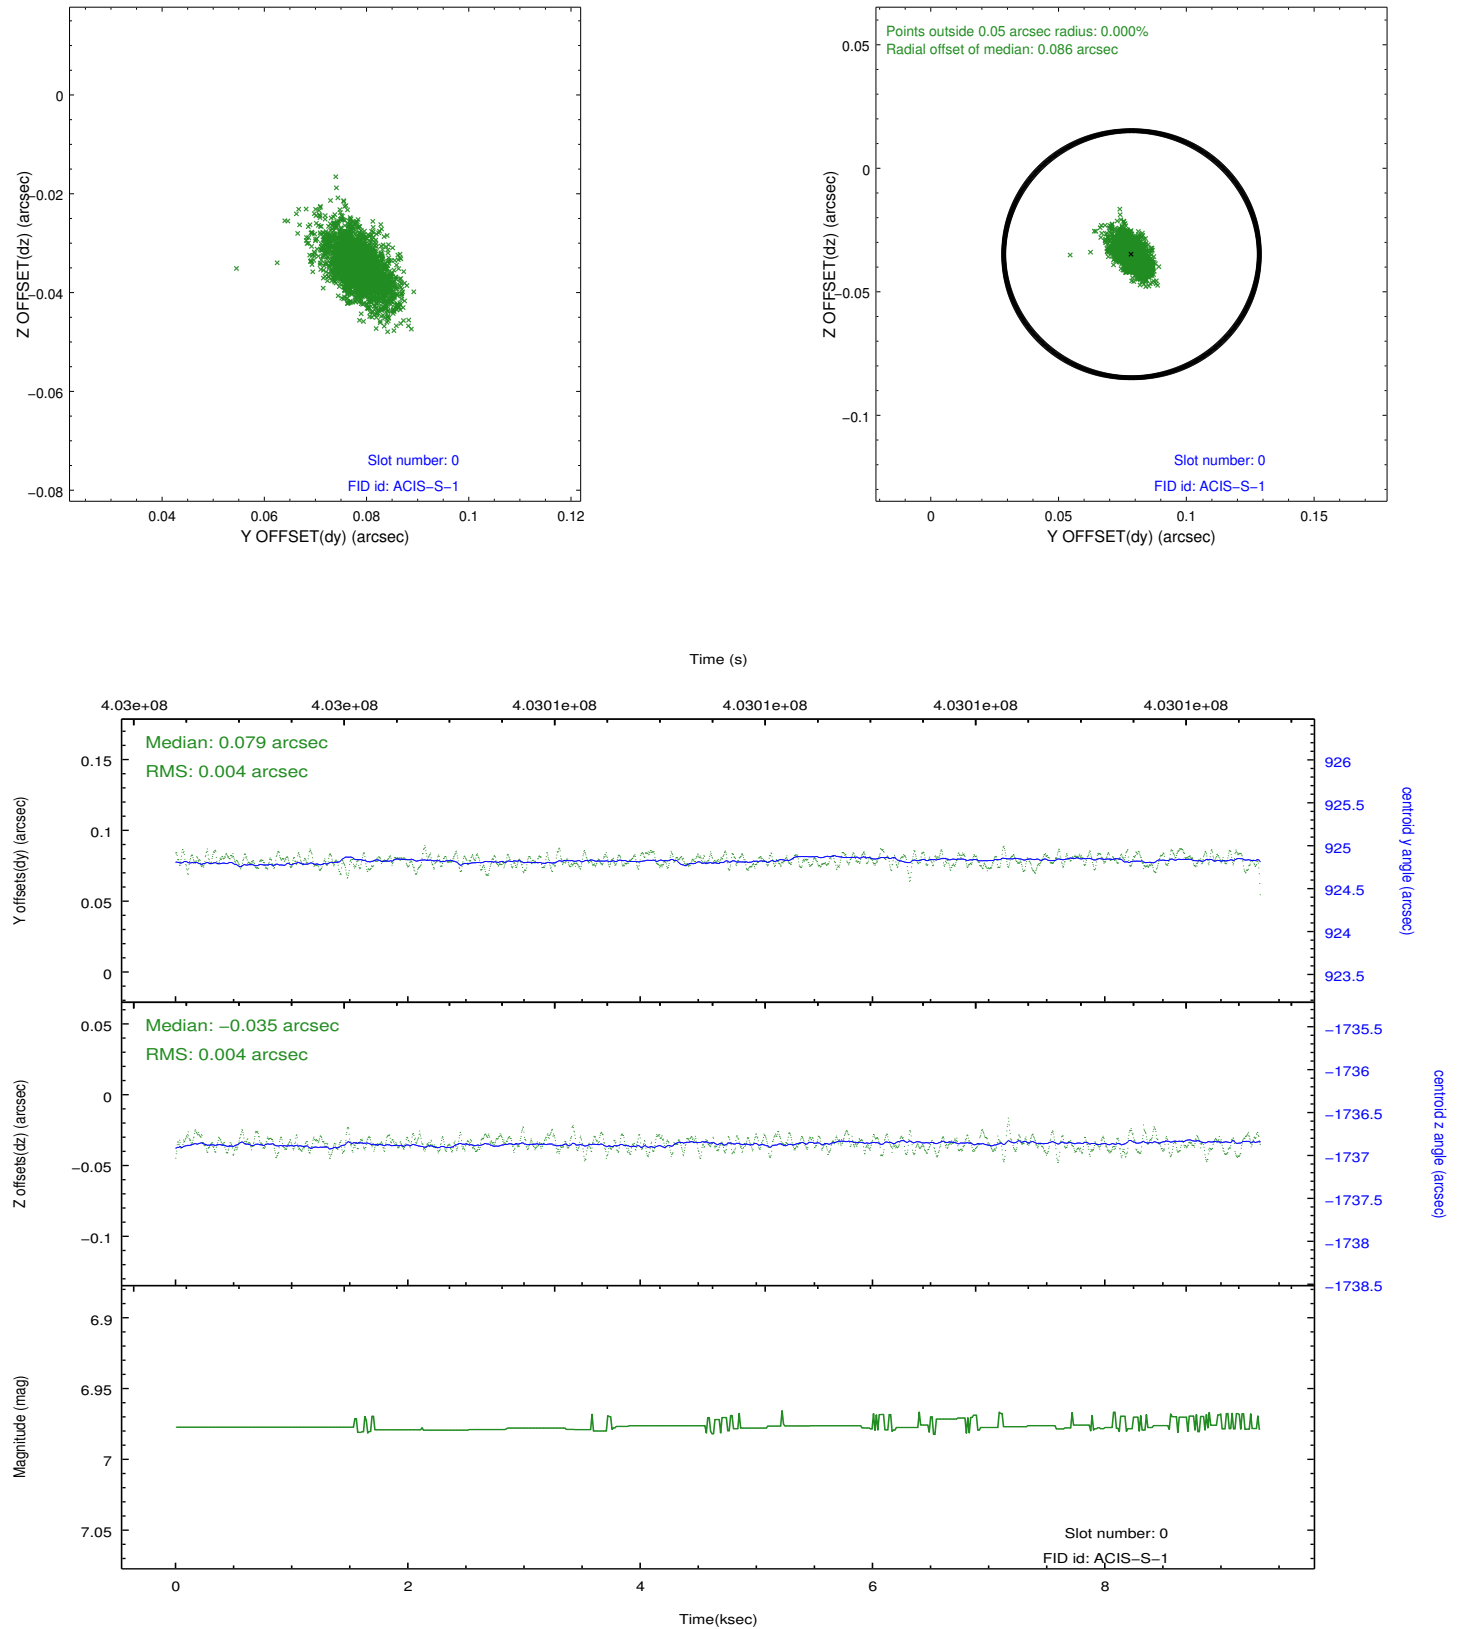 0
−0.02
−0.04
−0.06
−0.08
Z OFFSET(dz) (arcsec)
Slot number: 0
FID id: ACIS−S−1
0.04 0.06 0.08 0.1 0.12
Y OFFSET(dy) (arcsec)
Points outside 0.05 arcsec radius: 0.000%
Radial offset of median: 0.086 arcsec
0.05
0
−0.05
−0.1
Z OFFSET(dz) (arcsec)
Slot number: 0
FID id: ACIS−S−1
0 0.05 0.1 0.15
Y OFFSET(dy) (arcsec)
Time (s)
4.03e+08 4.03e+08 4.0301e+08 4.0301e+08 4.0301e+08 4.0301e+08
Median: 0.079 arcsec
RMS: 0.004 arcsec
0.15
0.1
0.05
0
Y offsets(dy) (arcsec)
926
925.5
925
924.5
924
923.5
centroid y angle (arcsec)
Median: −0.035 arcsec
RMS: 0.004 arcsec
0.05
0
−0.05
−0.1
Z offsets(dz) (arcsec)
−1735.5
−1736
−1736.5
−1737
−1737.5
−1738
−1738.5
centroid z angle (arcsec)
6.9
6.95
7
7.05
Magnitude (mag)
Slot number: 0
FID id: ACIS−S−1
0 2 4 6 8
Time(ksec)